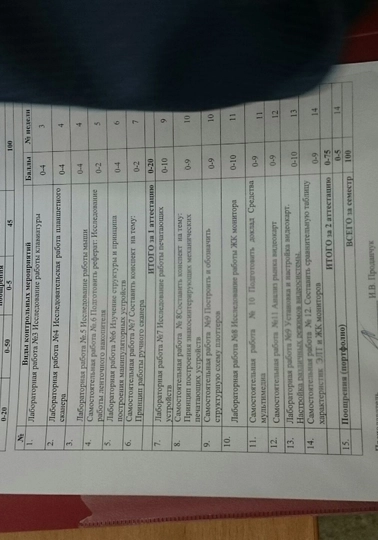 0-20 0-50 0-5 45 100
№ Виды контрольных мероприятий Баллы № недели
1. Лабораторная работа №3 Исследование работы клавиатуры 0-4 3
2. Лабораторная работа №4 Исследовательская работа планшетного
сканера 0-4 4
3. Лабораторная работа №5 Исследования работы мыши 0-4 4
4. Самостоятельная работа №6 Подготовить реферат: Исследование
работы ленточного накопителя 0-2 5
5. Лабораторная работа №6 Изучение структуры и принципа
построения манипуляторных устройств 0-4 6
6. Самостоятельная работа №7 Составить конспект на тему:
Принцип работы ручного сканера 0-2 7
ИТОГО за 1 аттестацию 0-20
7. Лабораторная работа №7 Исследование работы печатающих
устройств 0-10 9
8. Самостоятельная работа № 8Составить конспект на тему:
Принцип построения знакосинтезирующих механических
печатающих устройств 0-9 10
9. Самостоятельная работа №9 Построить и обозначить
структурную схему плоттеров 0-9 10
10. Лабораторная работа №8 Исследование работы ЖК монитора 0-10 11
11. Самостоятельная работа № 10 Подготовить доклад Средства
мультимедиа 0-9 11
12. Самостоятельная работа №11 Анализ рынка видеокарт 0-9 12
13. Лабораторная работа №9 Установка и настройка видеокарт.
Настройка различных режимов видеосистемы. 0-10 13
14. Самостоятельная работа № 12. Составить сравнительную таблицу
характеристик ЭЛТ и ЖК мониторов 0-9 14
ИТОГО за 2 аттестацию 0-75
15. Поощрения (портфолио) 0-5 14
ВСЕГО за семестр 100
И.В. Проданчук